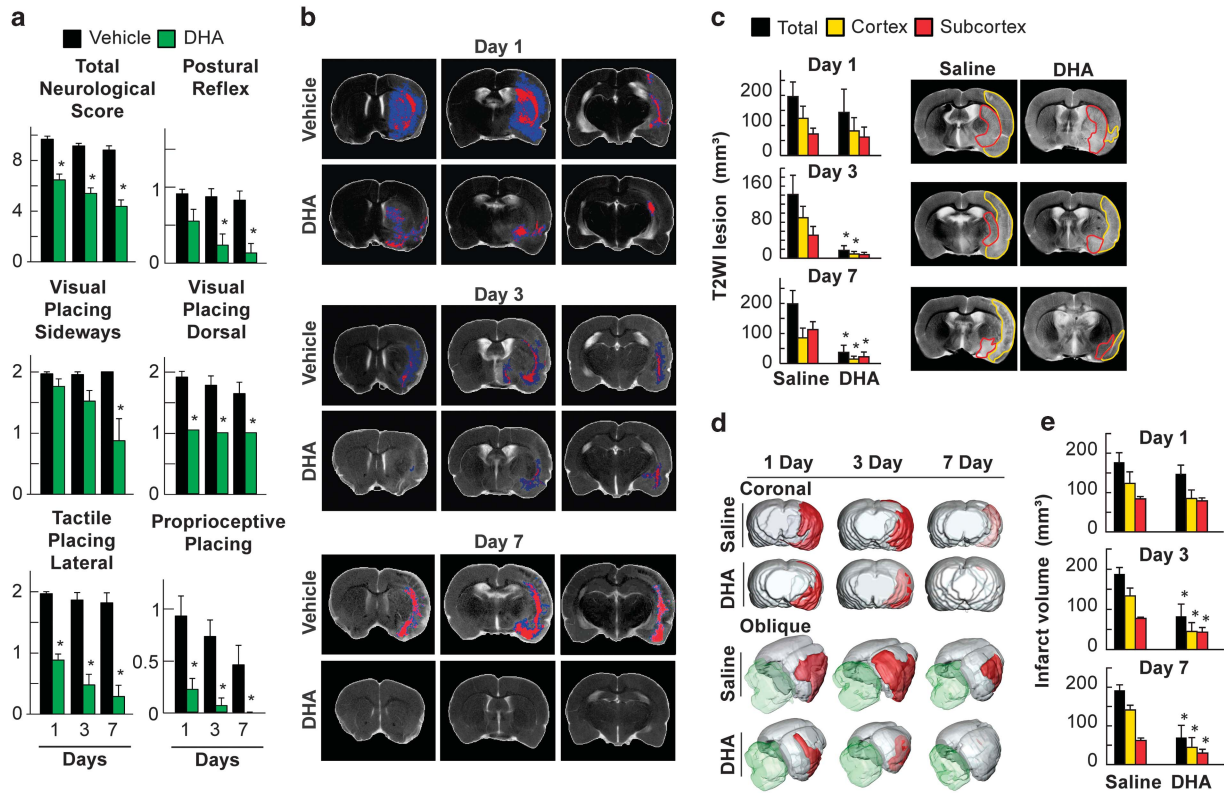 a
Vehicle DHA
Total
Neurological
Score
Postural
Reflex
10
8
4
0
*
*
*
1
0
*
*
Visual
Placing
Sideways
Visual
Placing
Dorsal
2
1
0
*
2
1
0
*
*
*
Tactile
Placing
Lateral
Proprioceptive
Placing
2
1
0
*
*
*
1
0.5
0
*
*
*
1 3 7
Days
1 3 7
Days
b
Day 1
Vehicle
DHA
Day 3
Vehicle
DHA
Day 7
Vehicle
DHA
c
Total Cortex Subcortex
T2WI lesion (mm³)
Day 1
200
100
0
Day 3
160
80
0
* *
Day 7
200
100
0
* * *
Saline DHA
Saline DHA
d
1 Day 3 Day 7 Day
Coronal
Saline
DHA
Oblique
Saline
DHA
e
Infarct volume (mm³)
Day 1
200
100
0
Day 3
200
100
0
* * *
Day 7
200
100
0
* * *
Saline DHA